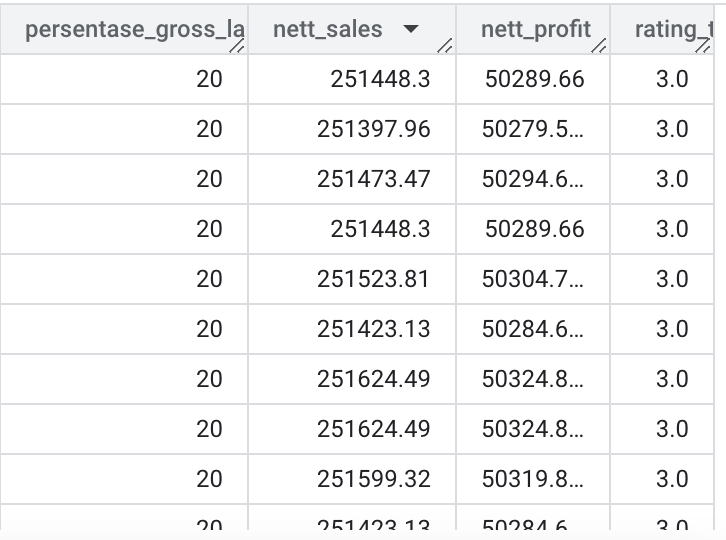 persentase_gross_la nett_sales nett_profit rating_t
20 251448.3 50289.66 3.0
20 251397.96 50279.5... 3.0
20 251473.47 50294.6... 3.0
20 251448.3 50289.66 3.0
20 251523.81 50304.7... 3.0
20 251423.13 50284.6... 3.0
20 251624.49 50324.8... 3.0
20 251624.49 50324.8... 3.0
20 251599.32 50319.8... 3.0
20 251423.13 50284.6 3.0